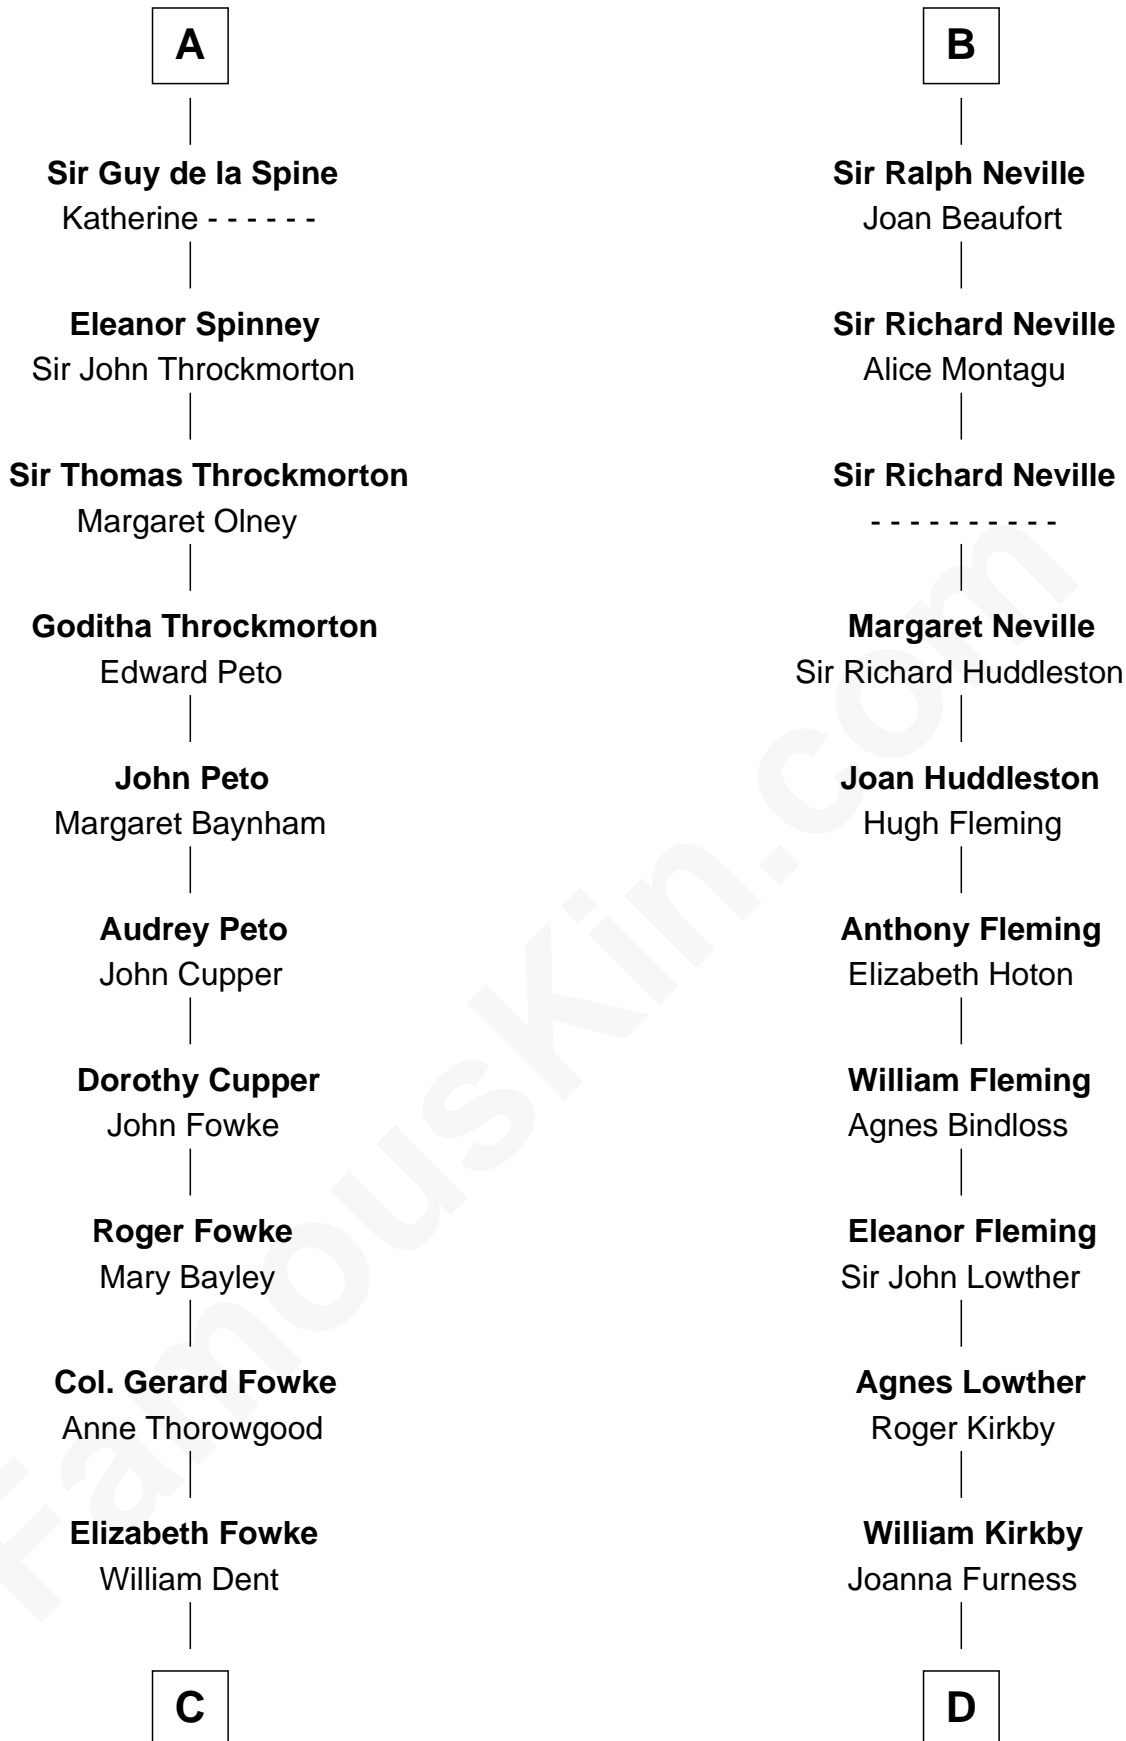 A
Sir Guy de la Spine
Katherine - - - - - -
Eleanor Spinney
Sir John Throckmorton
Sir Thomas Throckmorton
Margaret Olney
Goditha Throckmorton
Edward Peto
John Peto
Margaret Baynham
Audrey Peto
John Cupper
Dorothy Cupper
John Fowke
Roger Fowke
Mary Bayley
Col. Gerard Fowke
Anne Thorowgood
Elizabeth Fowke
William Dent
C
B
Sir Ralph Neville
Joan Beaufort
Sir Richard Neville
Alice Montagu
Sir Richard Neville
- - - - - - - - - -
Margaret Neville
Sir Richard Huddleston
Joan Huddleston
Hugh Fleming
Anthony Fleming
Elizabeth Hoton
William Fleming
Agnes Bindloss
Eleanor Fleming
Sir John Lowther
Agnes Lowther
Roger Kirkby
William Kirkby
Joanna Furness
D
FamousKin.com